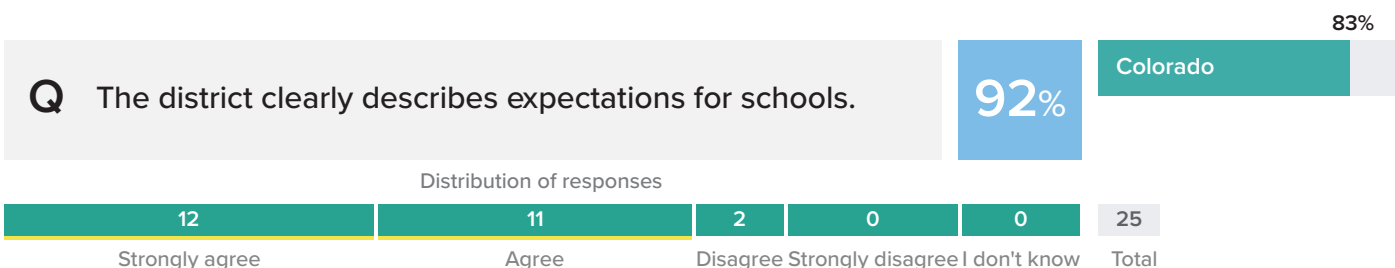 83%
Q The district clearly describes expectations for schools.
92%
Colorado
Distribution of responses
12 11 2 0 0 25
Strongly agree Agree Disagree Strongly disagree I don't know Total